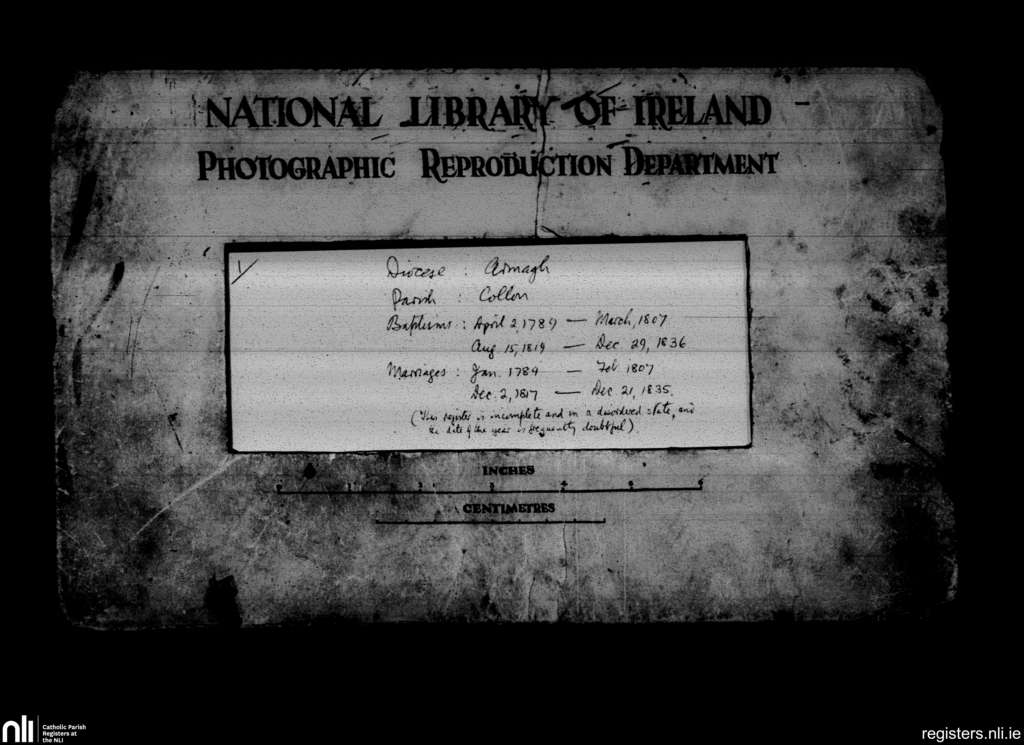 NATIONAL LIBRARY OF IRELAND
PHOTOGRAPHIC REPRODUCTION DEPARTMENT
1/
Diocese : Armagh
Parish : Collon
Baptisms : April 2, 1789 — March, 1807
Aug 15, 1819 — Dec 29, 1836
Marriages : Jan. 1789 — Feb 1807
Dec. 2, 1817 — Dec 21, 1835.
(This register is incomplete and in a disordered state, and
the date of the year is frequently doubtful).
INCHES
CENTIMETRES
nli
Catholic Parish
Registers at
the NLI
registers.nli.ie